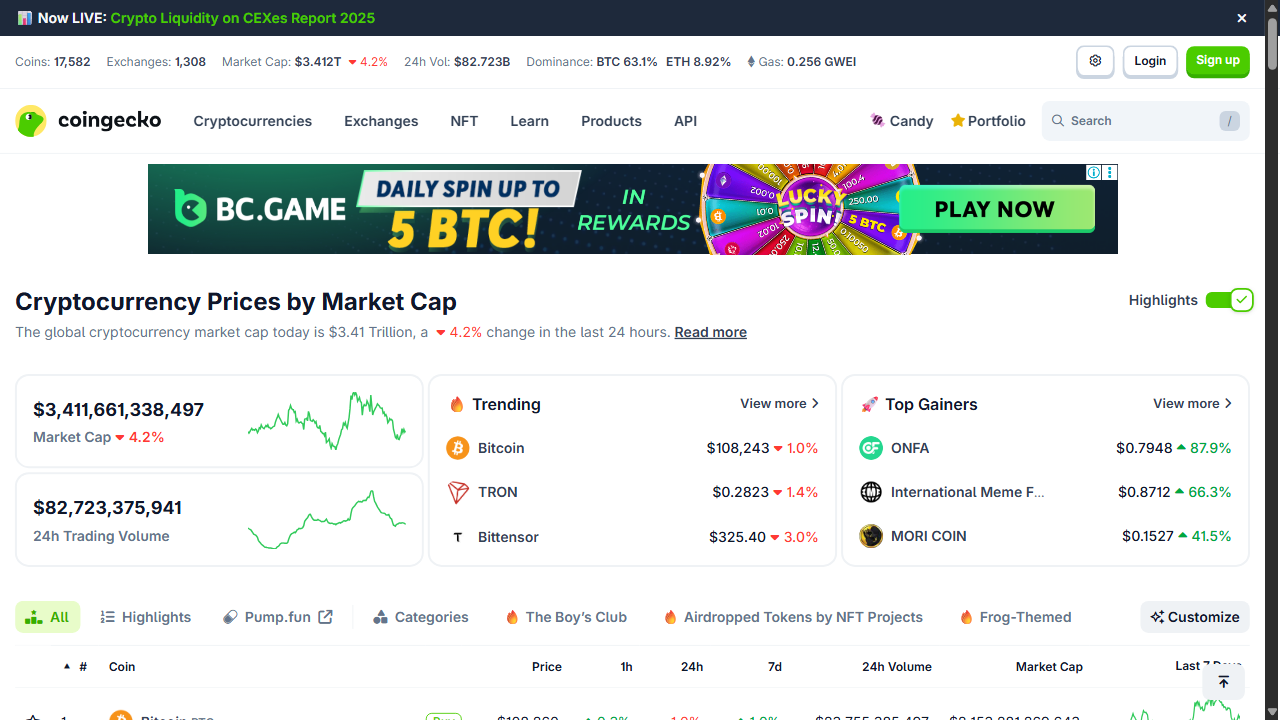 Now LIVE: Crypto Liquidity on CEXes Report 2025
Coins: 17,582 Exchanges: 1,308 Market Cap: $3.412T 4.2% 24h Vol: $82.723B Dominance: BTC 63.1% ETH 8.92% Gas: 0.256 GWEI Login Sign up
coingecko Cryptocurrencies Exchanges NFT Learn Products API Candy Portfolio Search /
BC.GAME DAILY SPIN UP TO 5 BTC! IN REWARDS LUCKY SPIN! PLAY NOW
Cryptocurrency Prices by Market Cap Highlights
The global cryptocurrency market cap today is $3.41 Trillion, a 4.2% change in the last 24 hours. Read more
$3,411,661,338,497
Market Cap 4.2%
$82,723,375,941
24h Trading Volume
Trending View more
Bitcoin $108,243 1.0%
TRON $0.2823 1.4%
T Bittensor $325.40 3.0%
Top Gainers View more
ONFA $0.7948 87.9%
International Meme F... $0.8712 66.3%
MORI COIN $0.1527 41.5%
All Highlights Pump.fun Categories The Boy's Club Airdropped Tokens by NFT Projects Frog-Themed Customize
# Coin Price 1h 24h 7d 24h Volume Market Cap Last 7 Days